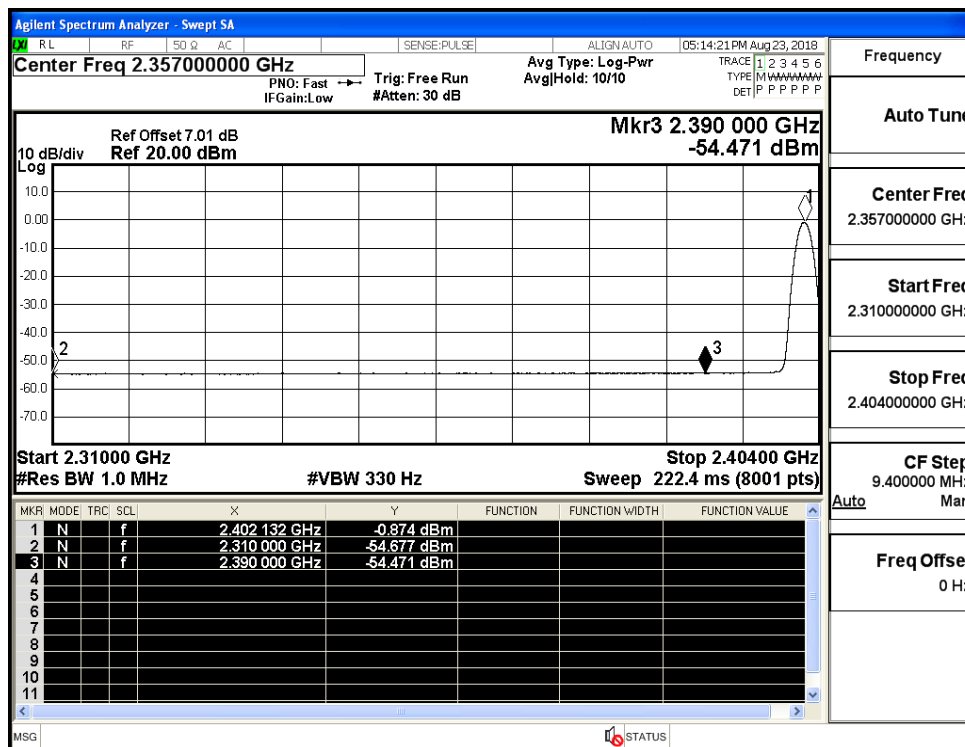 Agilent Spectrum Analyzer - Swept SA
LXI RL RF 50 Ω AC SENSE:PULSE ALIGN AUTO 05:14:21 PM Aug 23, 2018
Center Freq 2.357000000 GHz
PNO: Fast
IFGain:Low
Trig: Free Run
#Atten: 30 dB
Avg Type: Log-Pwr
Avg|Hold: 10/10
TRACE 1 2 3 4 5 6
TYPE M
DET P P P P P P
Ref Offset 7.01 dB
10 dB/div Ref 20.00 dBm
Log
Mkr3 2.390 000 GHz
-54.471 dBm
10.0
0.00
-10.0
-20.0
-30.0
-40.0
-50.0
-60.0
-70.0
1
2
3
Start 2.31000 GHz Stop 2.40400 GHz
#Res BW 1.0 MHz #VBW 330 Hz Sweep 222.4 ms (8001 pts)
MKR MODE TRC SCL X Y FUNCTION FUNCTION WIDTH FUNCTION VALUE
1 N f 2.402 132 GHz -0.874 dBm
2 N f 2.310 000 GHz -54.677 dBm
3 N f 2.390 000 GHz -54.471 dBm
4
5
6
7
8
9
10
11
MSG STATUS
Frequency
Auto Tune
Center Freq
2.357000000 GHz
Start Freq
2.310000000 GHz
Stop Freq
2.404000000 GHz
CF Step
9.400000 MHz
Auto Man
Freq Offse
0 Hz